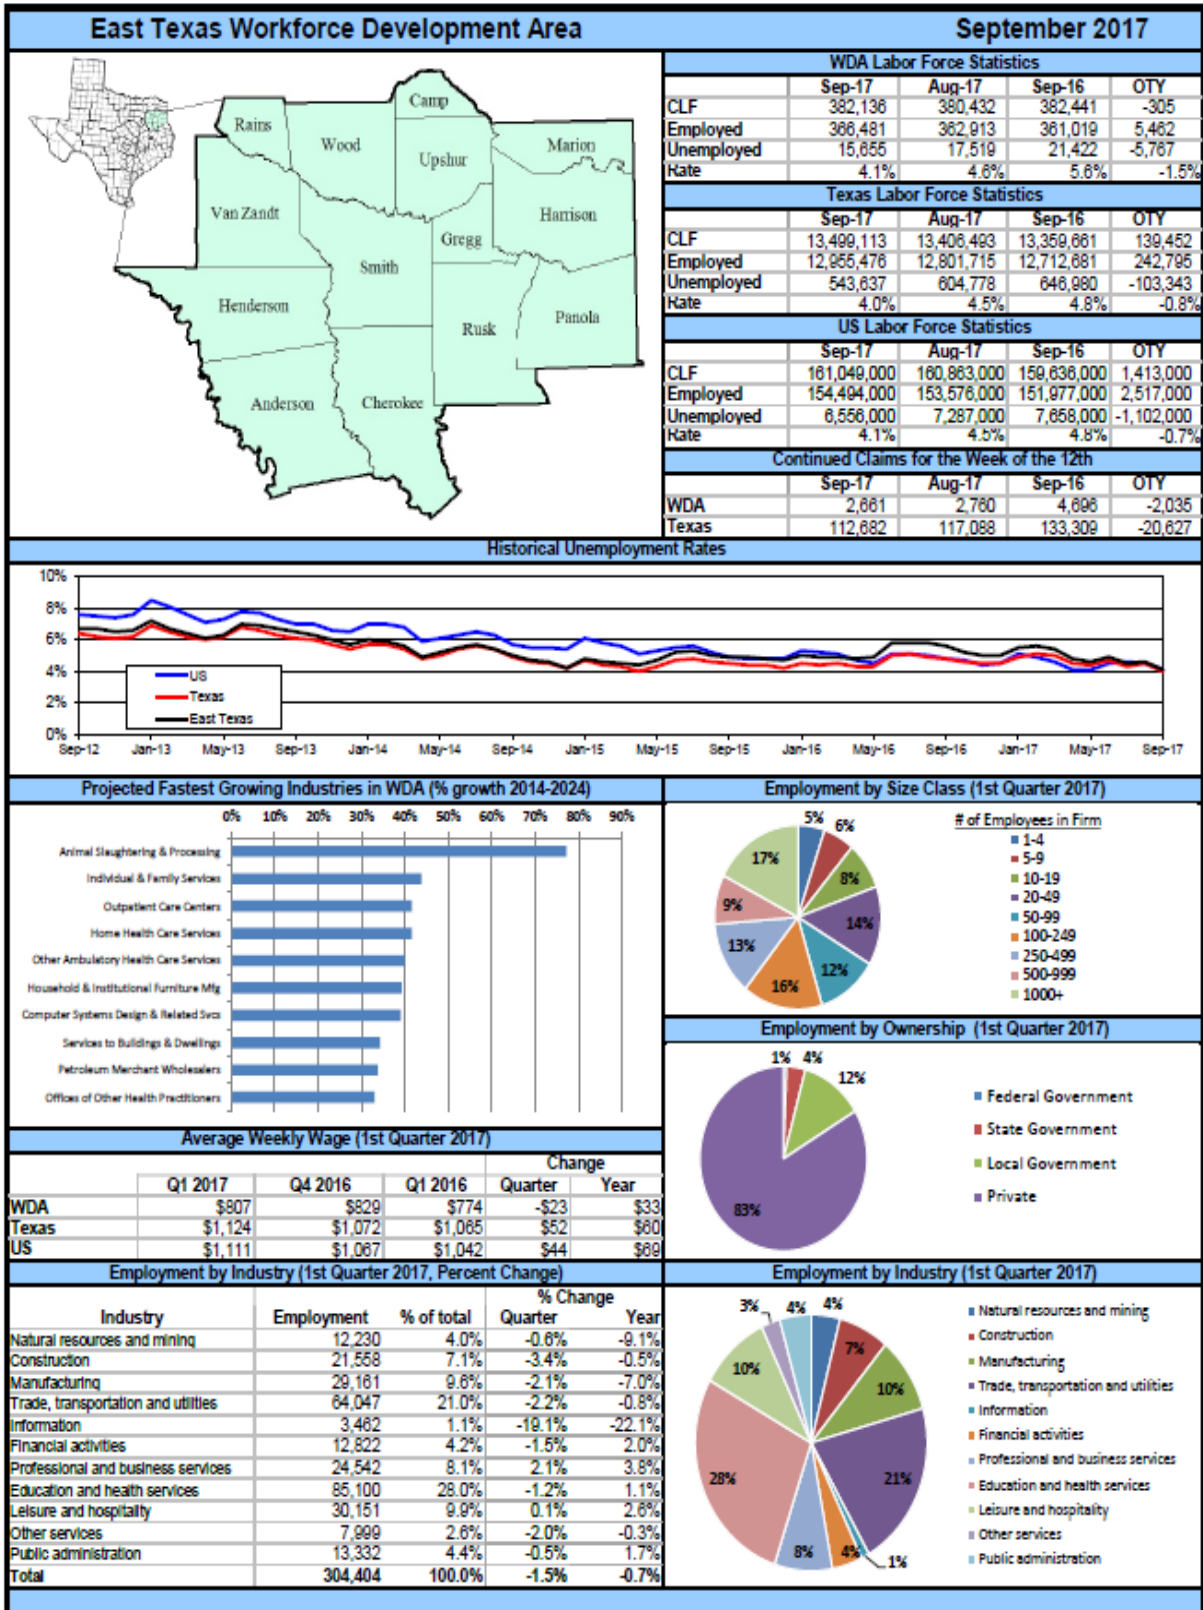 East Texas Workforce Development Area September 2017
Camp
Rains
Wood
Marion
Upshur
Van Zandt
Harrison
Gregg
Smith
Henderson
Rusk
Panola
Anderson
Cherokee
WDA Labor Force Statistics
Sep-17 Aug-17 Sep-16 OTY
CLF 382,136 380,432 382,441 -305
Employed 366,481 362,913 361,019 5,462
Unemployed 15,655 17,519 21,422 -5,767
Rate 4.1% 4.6% 5.6% -1.5%
Texas Labor Force Statistics
Sep-17 Aug-17 Sep-16 OTY
CLF 13,499,113 13,406,493 13,359,661 139,452
Employed 12,955,476 12,801,715 12,712,681 242,795
Unemployed 543,637 604,778 646,980 -103,343
Rate 4.0% 4.5% 4.8% -0.8%
US Labor Force Statistics
Sep-17 Aug-17 Sep-16 OTY
CLF 161,049,000 160,863,000 159,636,000 1,413,000
Employed 154,494,000 153,576,000 151,977,000 2,517,000
Unemployed 6,556,000 7,287,000 7,658,000 -1,102,000
Rate 4.1% 4.5% 4.8% -0.7%
Continued Claims for the Week of the 12th
Sep-17 Aug-17 Sep-16 OTY
WDA 2,661 2,760 4,696 -2,035
Texas 112,682 117,088 133,309 -20,627
Historical Unemployment Rates
10%
8%
6%
4%
2%
0%
US
Texas
East Texas
Sep-12 Jan-13 May-13 Sep-13 Jan-14 May-14 Sep-14 Jan-15 May-15 Sep-15 Jan-16 May-16 Sep-16 Jan-17 May-17 Sep-17
Projected Fastest Growing Industries in WDA (% growth 2014-2024)
0% 10% 20% 30% 40% 50% 60% 70% 80% 90%
Animal Slaughtering & Processing
Individual & Family Services
Outpatient Care Centers
Home Health Care Services
Other Ambulatory Health Care Services
Household & Institutional Furniture Mfg
Computer Systems Design & Related Svcs
Services to Buildings & Dwellings
Petroleum Merchant Wholesalers
Offices of Other Health Practitioners
Employment by Size Class (1st Quarter 2017)
5%
6%
8%
14%
12%
16%
13%
9%
17%
# of Employees in Firm
1-4
5-9
10-19
20-49
50-99
100-249
250-499
500-999
1000+
Employment by Ownership (1st Quarter 2017)
1% 4%
12%
83%
Federal Government
State Government
Local Government
Private
Average Weekly Wage (1st Quarter 2017)
Change
Q1 2017 Q4 2016 Q1 2016 Quarter Year
WDA $807 $829 $774 -$23 $33
Texas $1,124 $1,072 $1,065 $52 $60
US $1,111 $1,067 $1,042 $44 $69
Employment by Industry (1st Quarter 2017, Percent Change)
% Change
Industry Employment % of total Quarter Year
Natural resources and mining 12,230 4.0% -0.6% -9.1%
Construction 21,558 7.1% -3.4% -0.5%
Manufacturing 29,161 9.6% -2.1% -7.0%
Trade, transportation and utilities 64,047 21.0% -2.2% -0.8%
Information 3,462 1.1% -19.1% -22.1%
Financial activities 12,822 4.2% -1.5% 2.0%
Professional and business services 24,542 8.1% 2.1% 3.8%
Education and health services 85,100 28.0% -1.2% 1.1%
Leisure and hospitality 30,151 9.9% 0.1% 2.6%
Other services 7,999 2.6% -2.0% -0.3%
Public administration 13,332 4.4% -0.5% 1.7%
Total 304,404 100.0% -1.5% -0.7%
Employment by Industry (1st Quarter 2017)
4%
7%
10%
21%
1%
4%
8%
28%
10%
3%
4%
Natural resources and mining
Construction
Manufacturing
Trade, transportation and utilities
Information
Financial activities
Professional and business services
Education and health services
Leisure and hospitality
Other services
Public administration